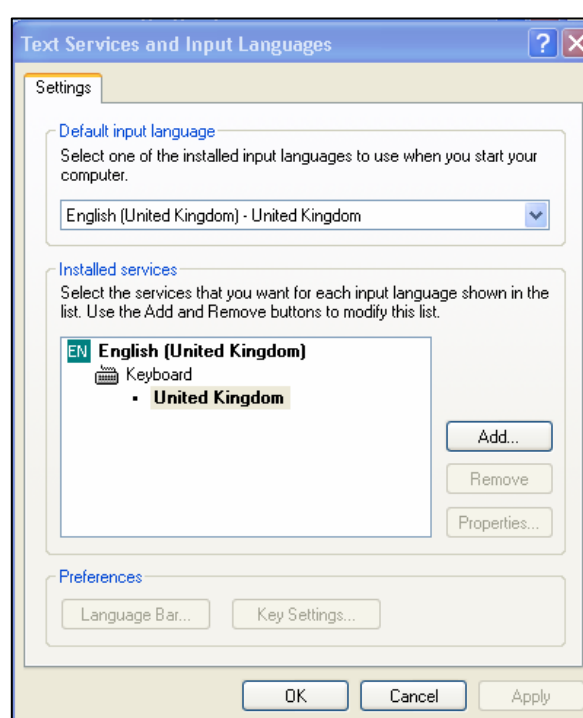 Text Services and Input Languages
Settings
Default input language
Select one of the installed input languages to use when you start your
computer.
English (United Kingdom) - United Kingdom
Installed services
Select the services that you want for each input language shown in the
list. Use the Add and Remove buttons to modify this list.
EN English (United Kingdom)
Keyboard
United Kingdom
Add...
Remove
Properties...
Preferences
Language Bar... Key Settings...
OK Cancel Apply